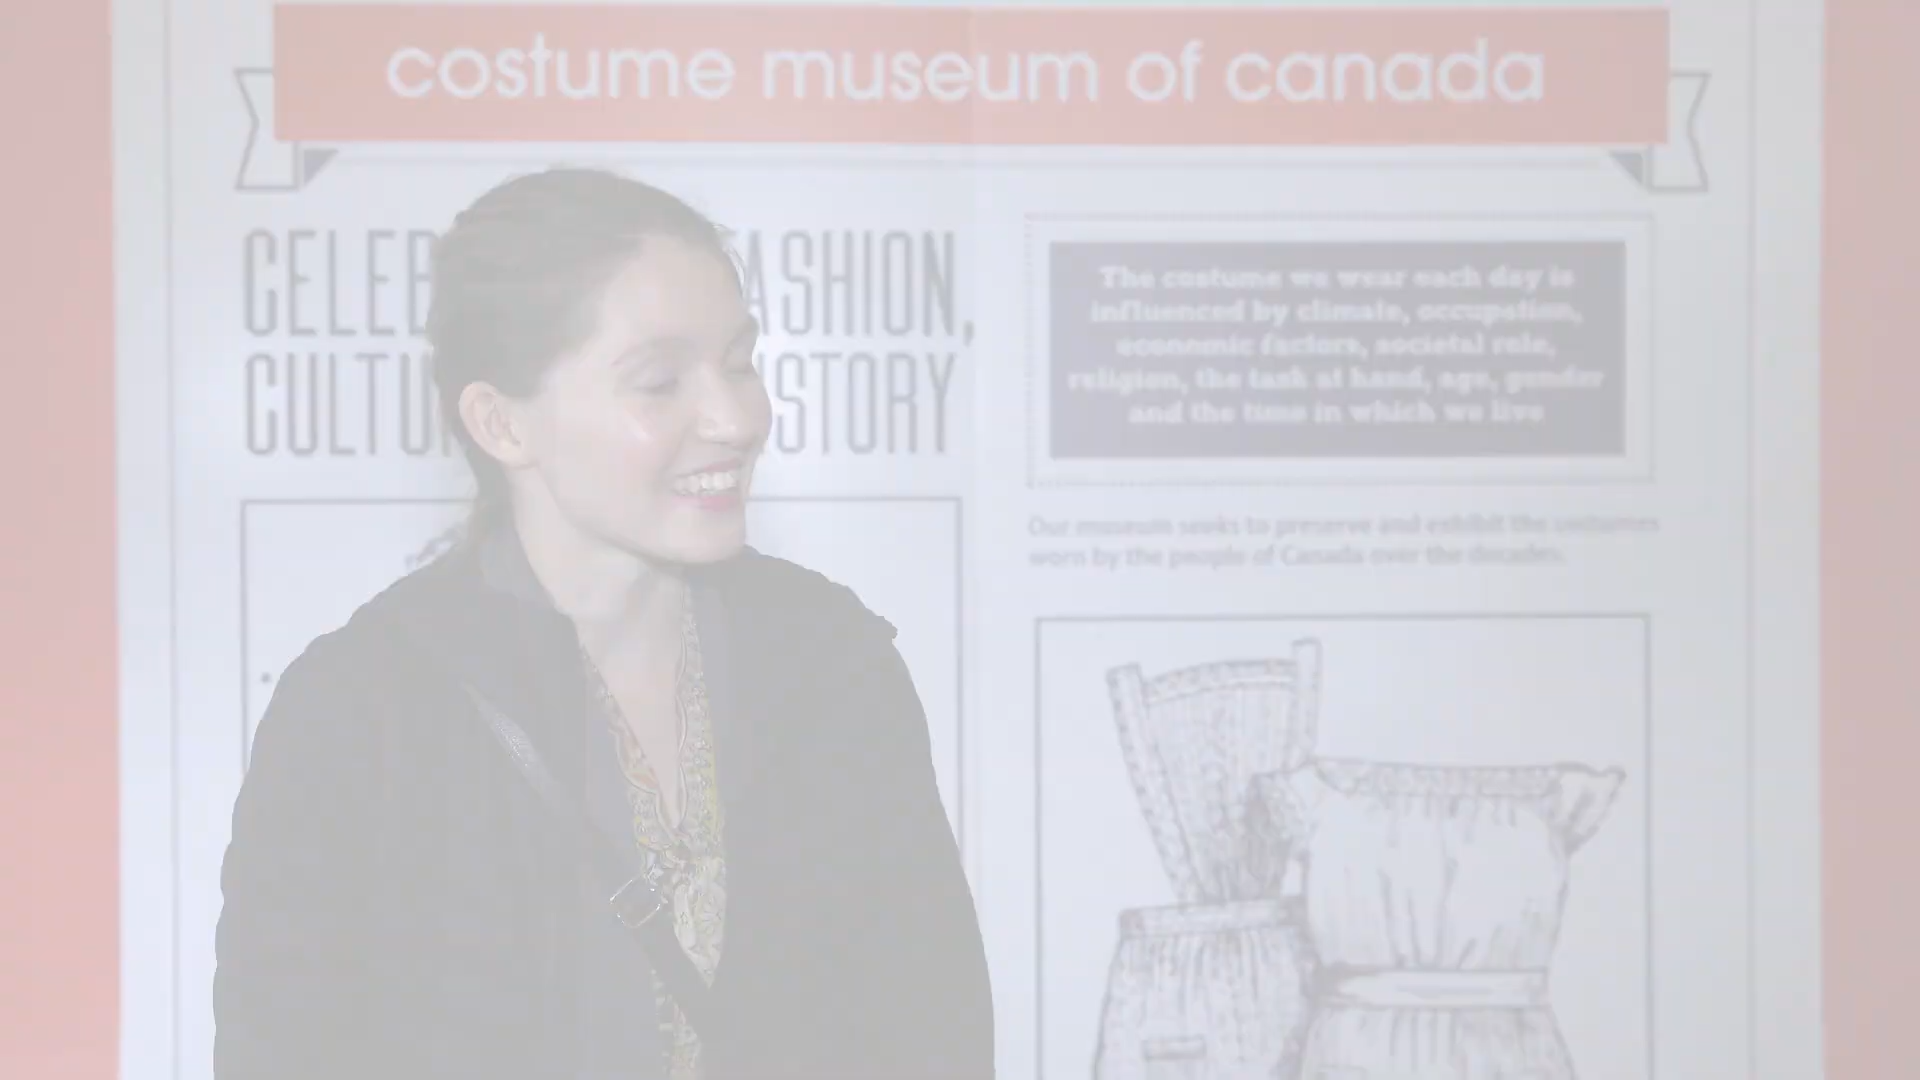 costume museum of canada
CELEB ASHION,
CULTU ISTORY
The costume we wear each day is
influenced by climate, occupation,
economic factors, societal role,
religion, the task at hand, age, gender
and the time in which we live
Our museum seeks to preserve and exhibit the costumes
worn by the people of Canada over the decades.